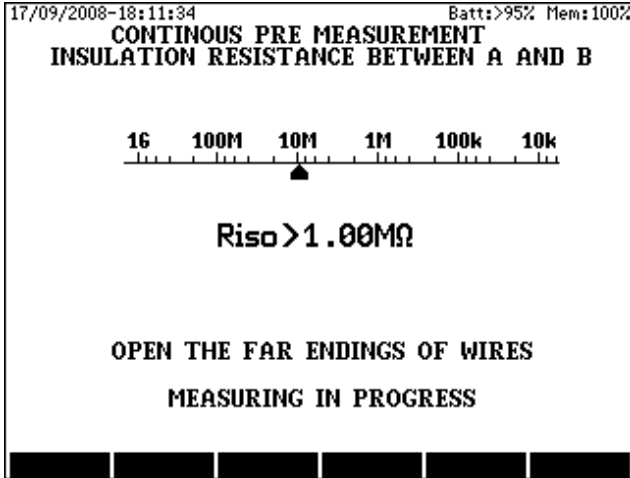 17/09/2008-18:11:34 Batt:>95% Mem:100%
CONTINOUS PRE MEASUREMENT
INSULATION RESISTANCE BETWEEN A AND B
1G 100M 10M 1M 100k 10k
Riso>1.00MΩ
OPEN THE FAR ENDINGS OF WIRES
MEASURING IN PROGRESS